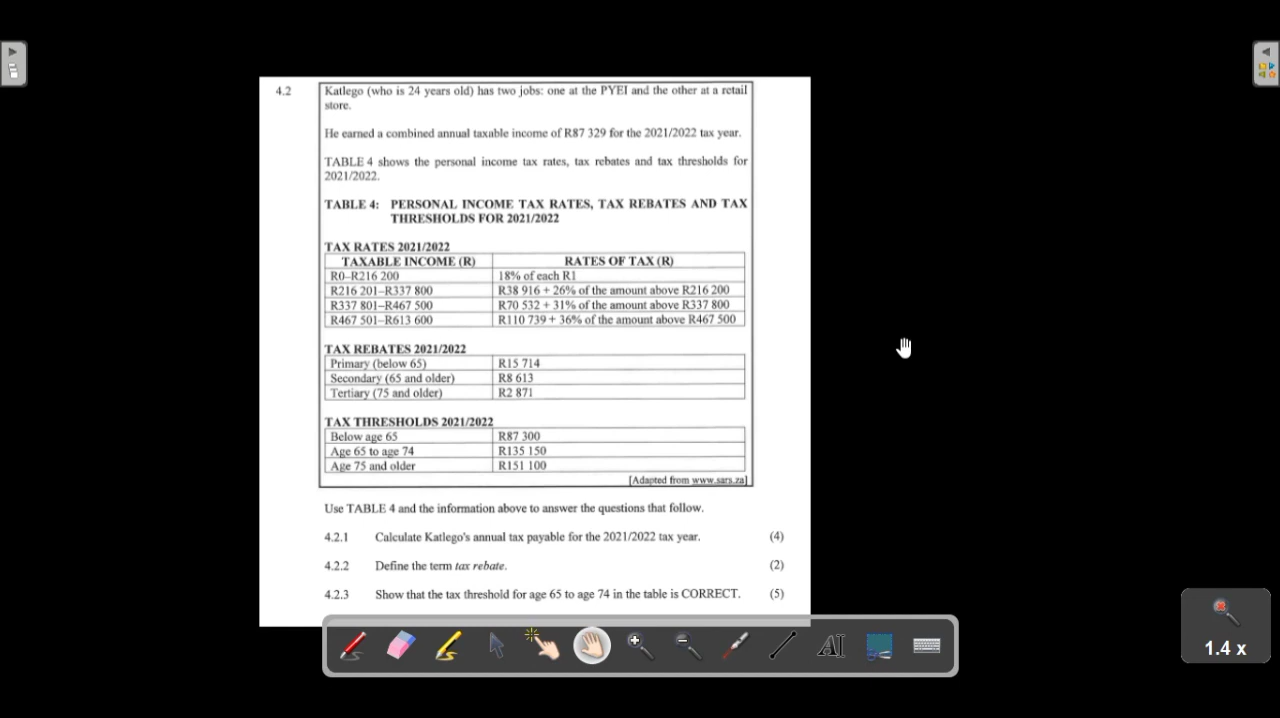 4.2 Katlego (who is 24 years old) has two jobs: one at the PYEI and the other at a retail
store.
He earned a combined annual taxable income of R87 329 for the 2021/2022 tax year.
TABLE 4 shows the personal income tax rates, tax rebates and tax thresholds for
2021/2022.
TABLE 4: PERSONAL INCOME TAX RATES, TAX REBATES AND TAX
THRESHOLDS FOR 2021/2022
TAX RATES 2021/2022
TAXABLE INCOME (R) RATES OF TAX (R)
R0–R216 200 18% of each R1
R216 201–R337 800 R38 916 + 26% of the amount above R216 200
R337 801–R467 500 R70 532 + 31% of the amount above R337 800
R467 501–R613 600 R110 739 + 36% of the amount above R467 500
TAX REBATES 2021/2022
Primary (below 65) R15 714
Secondary (65 and older) R8 613
Tertiary (75 and older) R2 871
TAX THRESHOLDS 2021/2022
Below age 65 R87 300
Age 65 to age 74 R135 150
Age 75 and older R151 100
[Adapted from www.sars.za]
Use TABLE 4 and the information above to answer the questions that follow.
4.2.1 Calculate Katlego's annual tax payable for the 2021/2022 tax year. (4)
4.2.2 Define the term tax rebate. (2)
4.2.3 Show that the tax threshold for age 65 to age 74 in the table is CORRECT. (5)
AI
1.4 x